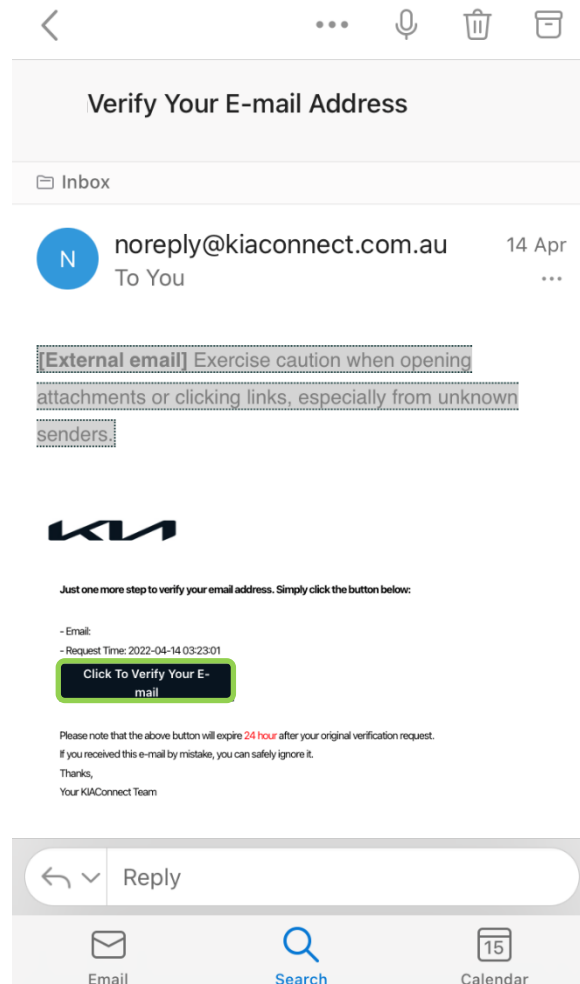 Verify Your E-mail Address
Inbox
N
noreply@kiaconnect.com.au
14 Apr
To You
[External email] Exercise caution when opening
attachments or clicking links, especially from unknown
senders.
KIA
Just one more step to verify your email address. Simply click the button below:
- Email:
- Request Time: 2022-04-14 03:23:01
Click To Verify Your E-
mail
Please note that the above button will expire 24 hour after your original verification request.
If you received this e-mail by mistake, you can safely ignore it.
Thanks,
Your KIAConnect Team
Reply
15
Email
Search
Calendar